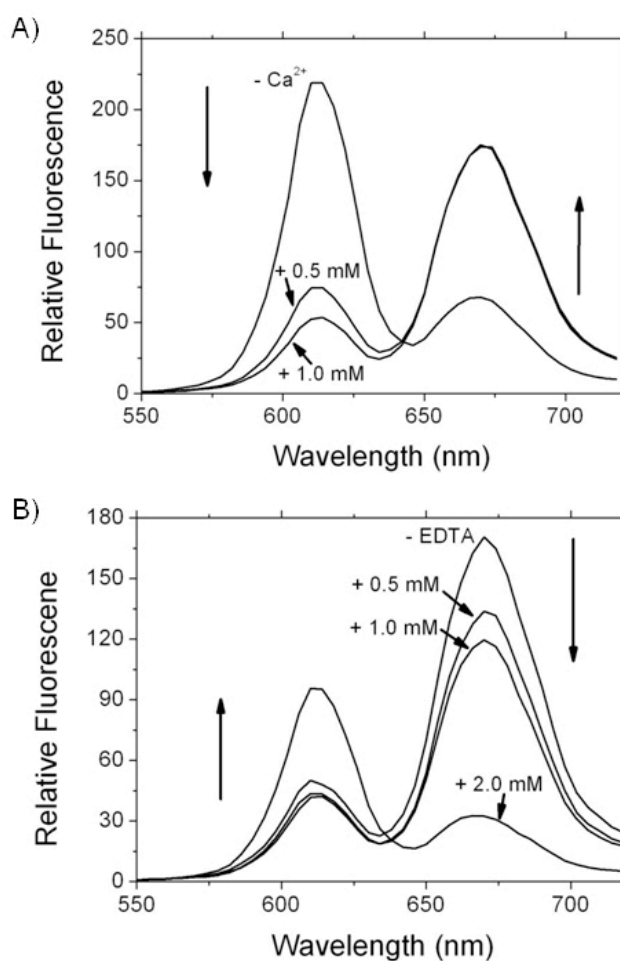 A)
250
200
150
100
50
0
Relative Fluorescence
- Ca²⁺
+ 0.5 mM
+ 1.0 mM
550 600 650 700
Wavelength (nm)
B)
180
150
120
90
60
30
0
Relative Fluorescene
- EDTA
+ 0.5 mM
+ 1.0 mM
+ 2.0 mM
550 600 650 700
Wavelength (nm)